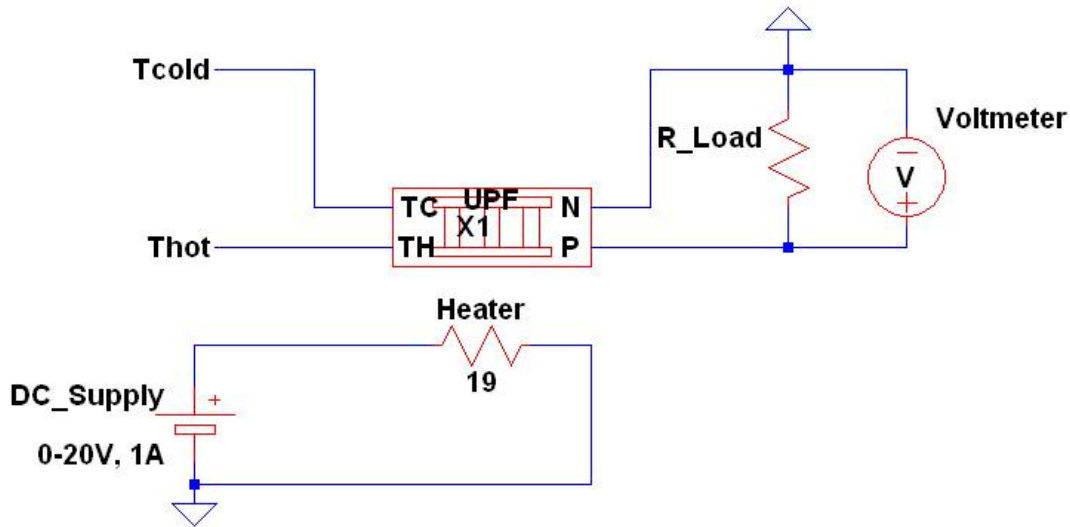 Tcold
Voltmeter
R_Load
−
V
+
TC UPF N
X1
Thot
TH P
Heater
19
DC_Supply
+
0-20V, 1A